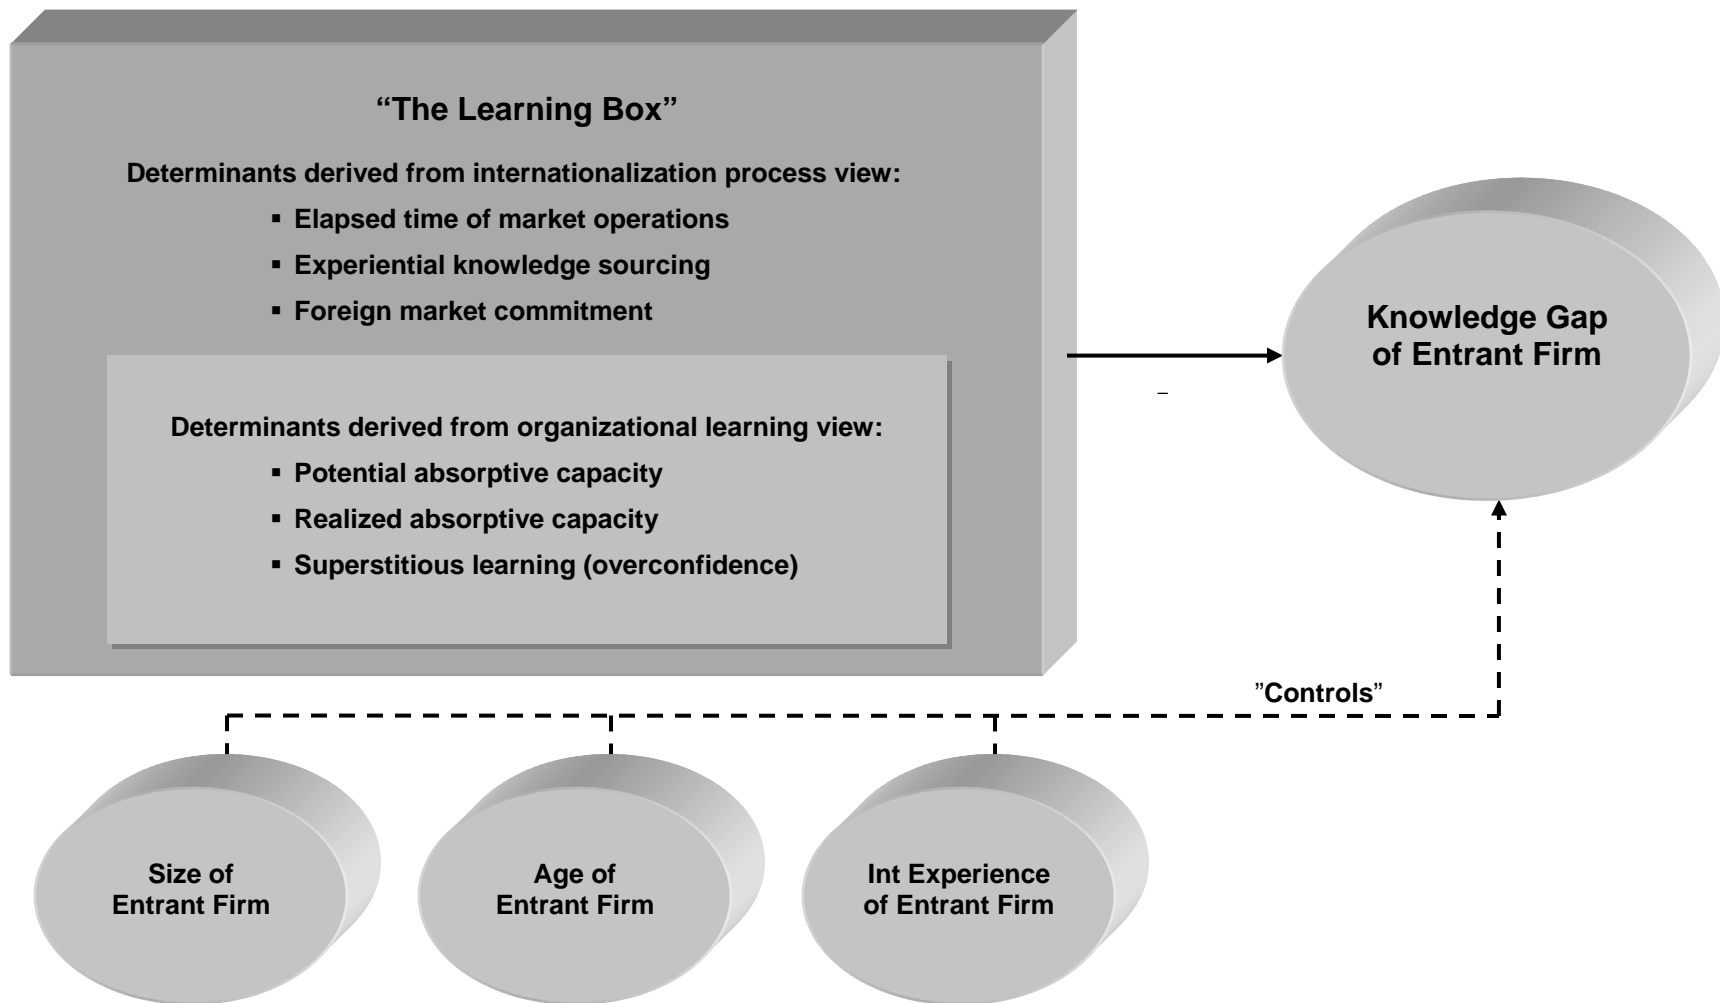 “The Learning Box”
Determinants derived from internationalization process view:
▪ Elapsed time of market operations
▪ Experiential knowledge sourcing
▪ Foreign market commitment
Determinants derived from organizational learning view:
▪ Potential absorptive capacity
▪ Realized absorptive capacity
▪ Superstitious learning (overconfidence)
–
Knowledge Gap
of Entrant Firm
”Controls”
Size of
Entrant Firm
Age of
Entrant Firm
Int Experience
of Entrant Firm